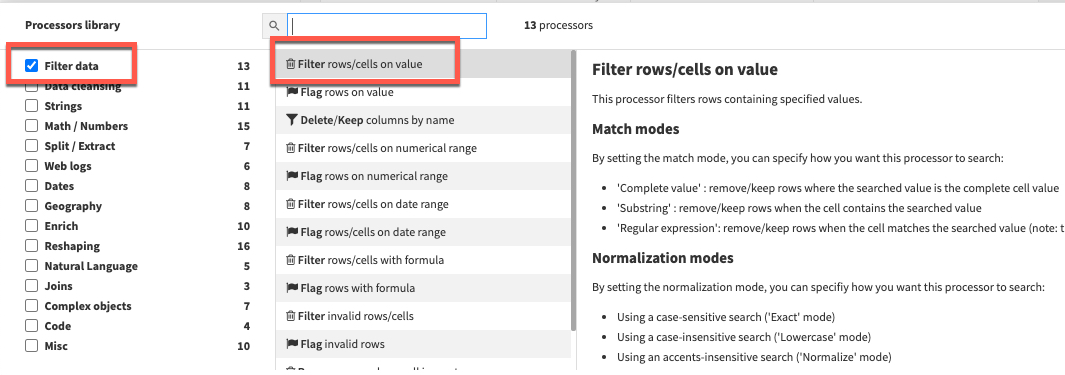 Processors library
13 processors
Filter data 13
Data cleansing 11
Strings 11
Math / Numbers 15
Split / Extract 7
Web logs 6
Dates 8
Geography 8
Enrich 10
Reshaping 16
Natural Language 5
Joins 3
Complex objects 7
Code 4
Misc 10
Filter rows/cells on value
Flag rows on value
Delete/Keep columns by name
Filter rows/cells on numerical range
Flag rows on numerical range
Filter rows/cells on date range
Flag rows/cells on date range
Filter rows/cells with formula
Flag rows with formula
Filter invalid rows/cells
Flag invalid rows
Filter rows/cells on value
This processor filters rows containing specified values.
Match modes
By setting the match mode, you can specify how you want this processor to search:
• 'Complete value' : remove/keep rows where the searched value is the complete cell value
• 'Substring' : remove/keep rows when the cell contains the searched value
• 'Regular expression': remove/keep rows when the cell matches the searched value (note: t
Normalization modes
By setting the normalization mode, you can specifiy how you want this processor to search:
• Using a case-sensitive search ('Exact' mode)
• Using a case-insensitive search ('Lowercase' mode)
• Using an accents-insensitive search ('Normalize' mode)